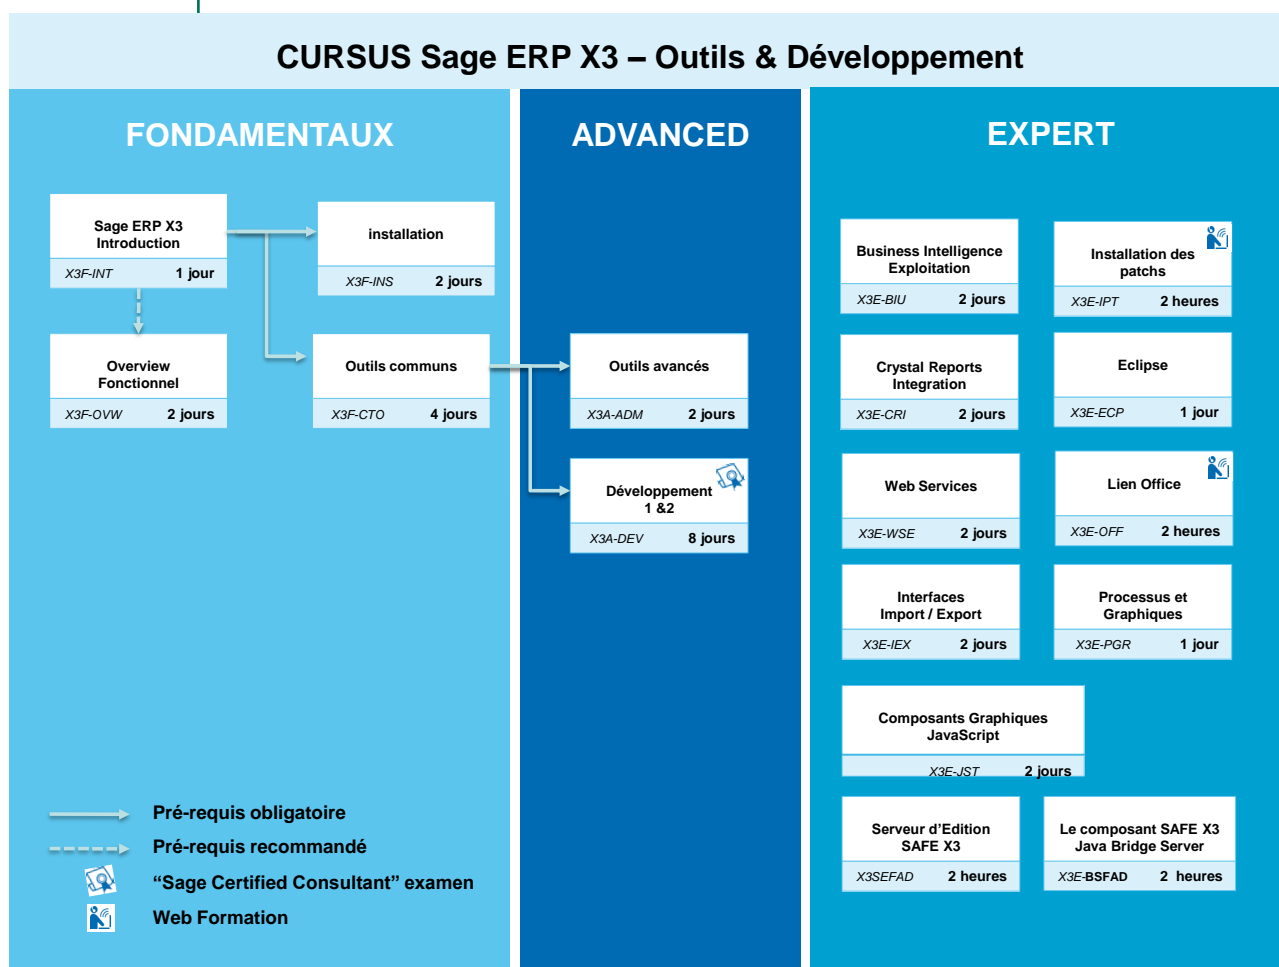 CURSUS Sage ERP X3 – Outils & Développement
FONDAMENTAUX
Sage ERP X3
Introduction
X3F-INT 1 jour
installation
X3F-INS 2 jours
Overview
Fonctionnel
X3F-OVW 2 jours
Outils communs
X3F-CTO 4 jours
ADVANCED
Outils avancés
X3A-ADM 2 jours
Développement
1 &2
X3A-DEV 8 jours
EXPERT
Business Intelligence
Exploitation
X3E-BIU 2 jours
Installation des
patchs
X3E-IPT 2 heures
Crystal Reports
Integration
X3E-CRI 2 jours
Eclipse
X3E-ECP 1 jour
Web Services
X3E-WSE 2 jours
Lien Office
X3E-OFF 2 heures
Interfaces
Import / Export
X3E-IEX 2 jours
Processus et
Graphiques
X3E-PGR 1 jour
Composants Graphiques
JavaScript
X3E-JST 2 jours
Serveur d’Edition
SAFE X3
X3SEFAD 2 heures
Le composant SAFE X3
Java Bridge Server
X3E-BSFAD 2 heures
Pré-requis obligatoire
Pré-requis recommandé
“Sage Certified Consultant” examen
Web Formation